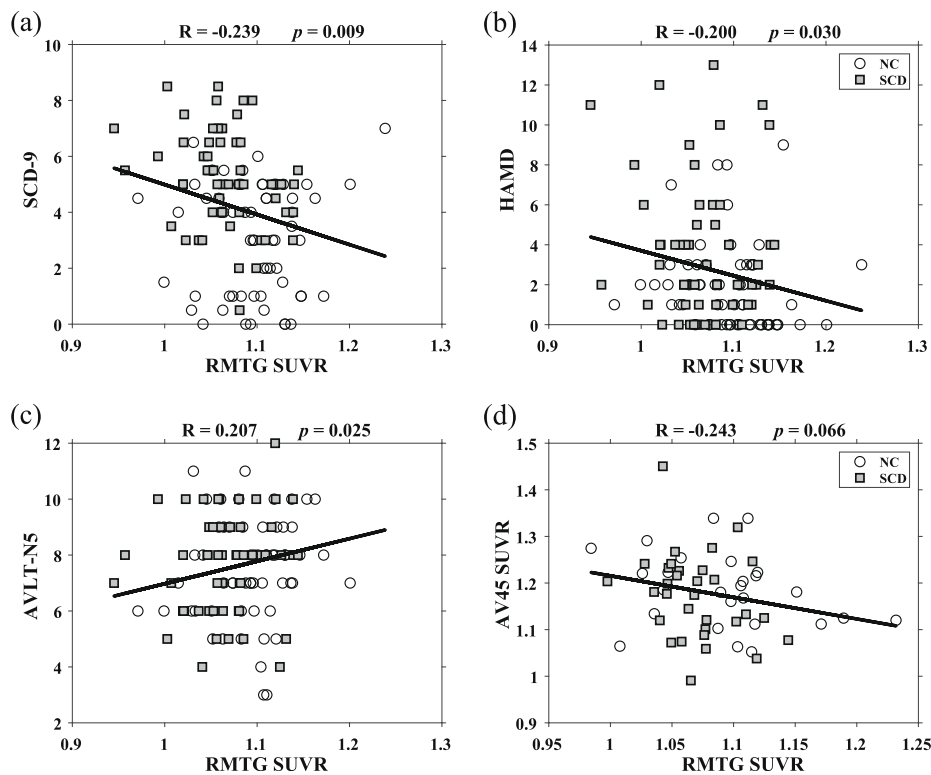 (a)
R = -0.239 p = 0.009
10
8
6
4
2
0
SCD-9
0.9 1 1.1 1.2 1.3
RMTG SUVR
(b)
R = -0.200 p = 0.030
NC
SCD
14
12
10
8
6
4
2
0
HAMD
0.9 1 1.1 1.2 1.3
RMTG SUVR
(c)
R = 0.207 p = 0.025
12
10
8
6
4
2
AVLT-N5
0.9 1 1.1 1.2 1.3
RMTG SUVR
(d)
R = -0.243 p = 0.066
NC
SCD
1.5
1.4
1.3
1.2
1.1
1
0.9
AV45 SUVR
0.95 1 1.05 1.1 1.15 1.2 1.25
RMTG SUVR